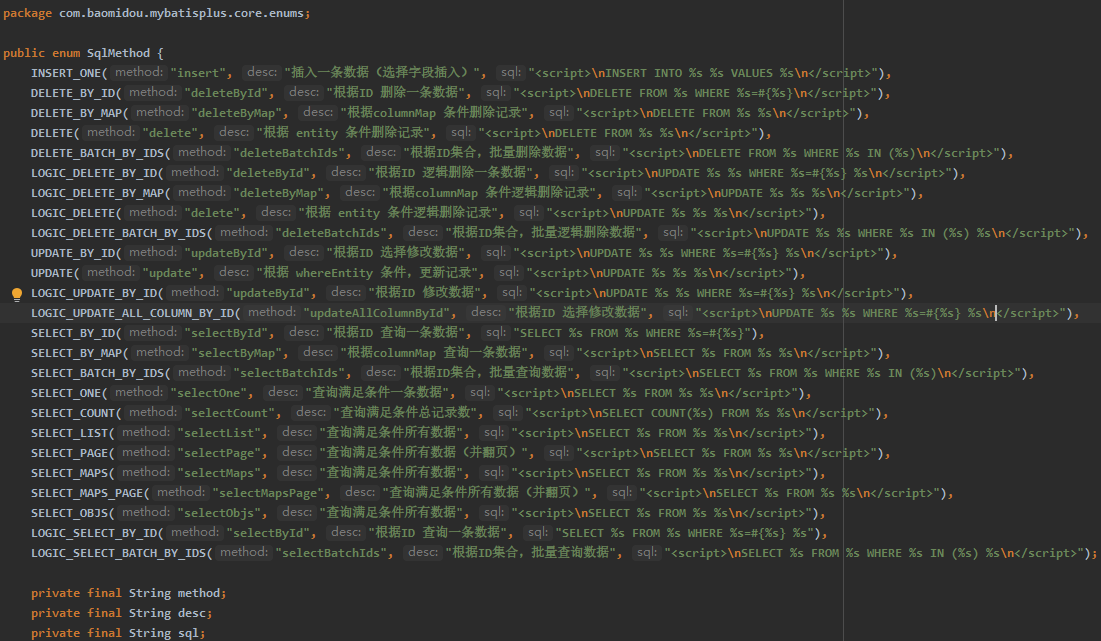 package com.baomidou.mybatisplus.core.enums;
public enum SqlMethod {
INSERT_ONE( method: "insert", desc: "插入一条数据（选择字段插入）", sql: "<script>\nINSERT INTO %s %s VALUES %s\n</script>"),
DELETE_BY_ID( method: "deleteById", desc: "根据ID 删除一条数据", sql: "<script>\nDELETE FROM %s WHERE %s=#{%s}\n</script>"),
DELETE_BY_MAP( method: "deleteByMap", desc: "根据columnMap 条件删除记录", sql: "<script>\nDELETE FROM %s %s\n</script>"),
DELETE( method: "delete", desc: "根据 entity 条件删除记录", sql: "<script>\nDELETE FROM %s %s\n</script>"),
DELETE_BATCH_BY_IDS( method: "deleteBatchIds", desc: "根据ID集合，批量删除数据", sql: "<script>\nDELETE FROM %s WHERE %s IN (%s)\n</script>"),
LOGIC_DELETE_BY_ID( method: "deleteById", desc: "根据ID 逻辑删除一条数据", sql: "<script>\nUPDATE %s %s WHERE %s=#{%s} %s\n</script>"),
LOGIC_DELETE_BY_MAP( method: "deleteByMap", desc: "根据columnMap 条件逻辑删除记录", sql: "<script>\nUPDATE %s %s %s\n</script>"),
LOGIC_DELETE( method: "delete", desc: "根据 entity 条件逻辑删除记录", sql: "<script>\nUPDATE %s %s %s\n</script>"),
LOGIC_DELETE_BATCH_BY_IDS( method: "deleteBatchIds", desc: "根据ID集合，批量逻辑删除数据", sql: "<script>\nUPDATE %s %s WHERE %s IN (%s) %s\n</script>"),
UPDATE_BY_ID( method: "updateById", desc: "根据ID 选择修改数据", sql: "<script>\nUPDATE %s %s WHERE %s=#{%s} %s\n</script>"),
UPDATE( method: "update", desc: "根据 whereEntity 条件，更新记录", sql: "<script>\nUPDATE %s %s %s\n</script>"),
LOGIC_UPDATE_BY_ID( method: "updateById", desc: "根据ID 修改数据", sql: "<script>\nUPDATE %s %s WHERE %s=#{%s} %s\n</script>"),
LOGIC_UPDATE_ALL_COLUMN_BY_ID( method: "updateAllColumnById", desc: "根据ID 选择修改数据", sql: "<script>\nUPDATE %s %s WHERE %s=#{%s} %s\n</script>"),
SELECT_BY_ID( method: "selectById", desc: "根据ID 查询一条数据", sql: "SELECT %s FROM %s WHERE %s=#{%s}"),
SELECT_BY_MAP( method: "selectByMap", desc: "根据columnMap 查询一条数据", sql: "<script>\nSELECT %s FROM %s %s\n</script>"),
SELECT_BATCH_BY_IDS( method: "selectBatchIds", desc: "根据ID集合，批量查询数据", sql: "<script>\nSELECT %s FROM %s WHERE %s IN (%s)\n</script>"),
SELECT_ONE( method: "selectOne", desc: "查询满足条件一条数据", sql: "<script>\nSELECT %s FROM %s %s\n</script>"),
SELECT_COUNT( method: "selectCount", desc: "查询满足条件总记录数", sql: "<script>\nSELECT COUNT(%s) FROM %s %s\n</script>"),
SELECT_LIST( method: "selectList", desc: "查询满足条件所有数据", sql: "<script>\nSELECT %s FROM %s %s\n</script>"),
SELECT_PAGE( method: "selectPage", desc: "查询满足条件所有数据（并翻页）", sql: "<script>\nSELECT %s FROM %s %s\n</script>"),
SELECT_MAPS( method: "selectMaps", desc: "查询满足条件所有数据", sql: "<script>\nSELECT %s FROM %s %s\n</script>"),
SELECT_MAPS_PAGE( method: "selectMapsPage", desc: "查询满足条件所有数据（并翻页）", sql: "<script>\nSELECT %s FROM %s %s\n</script>"),
SELECT_OBJS( method: "selectObjs", desc: "查询满足条件所有数据", sql: "<script>\nSELECT %s FROM %s %s\n</script>"),
LOGIC_SELECT_BY_ID( method: "selectById", desc: "根据ID 查询一条数据", sql: "SELECT %s FROM %s WHERE %s=#{%s} %s"),
LOGIC_SELECT_BATCH_BY_IDS( method: "selectBatchIds", desc: "根据ID集合，批量查询数据", sql: "<script>\nSELECT %s FROM %s WHERE %s IN (%s) %s\n</script>");
private final String method;
private final String desc;
private final String sql;